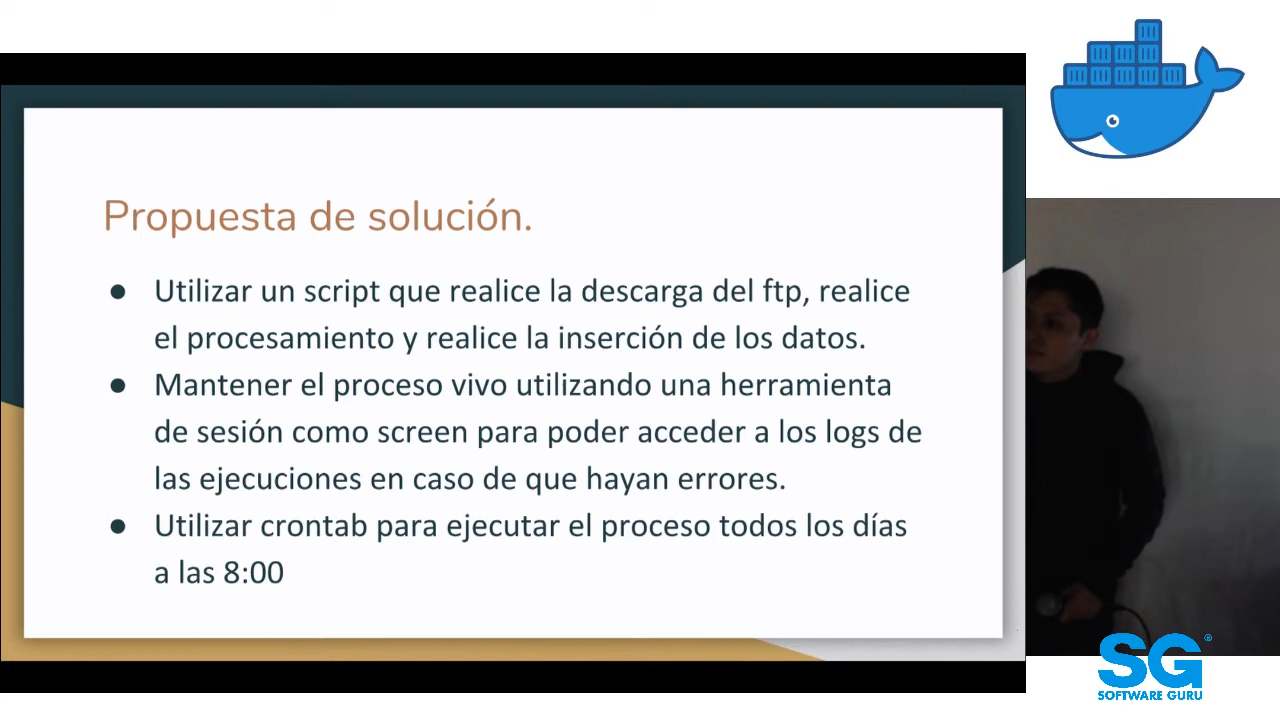 Propuesta de solución.
● Utilizar un script que realice la descarga del ftp, realice
el procesamiento y realice la inserción de los datos.
● Mantener el proceso vivo utilizando una herramienta
de sesión como screen para poder acceder a los logs de
las ejecuciones en caso de que hayan errores.
● Utilizar crontab para ejecutar el proceso todos los días
a las 8:00
SG®
SOFTWARE GURU